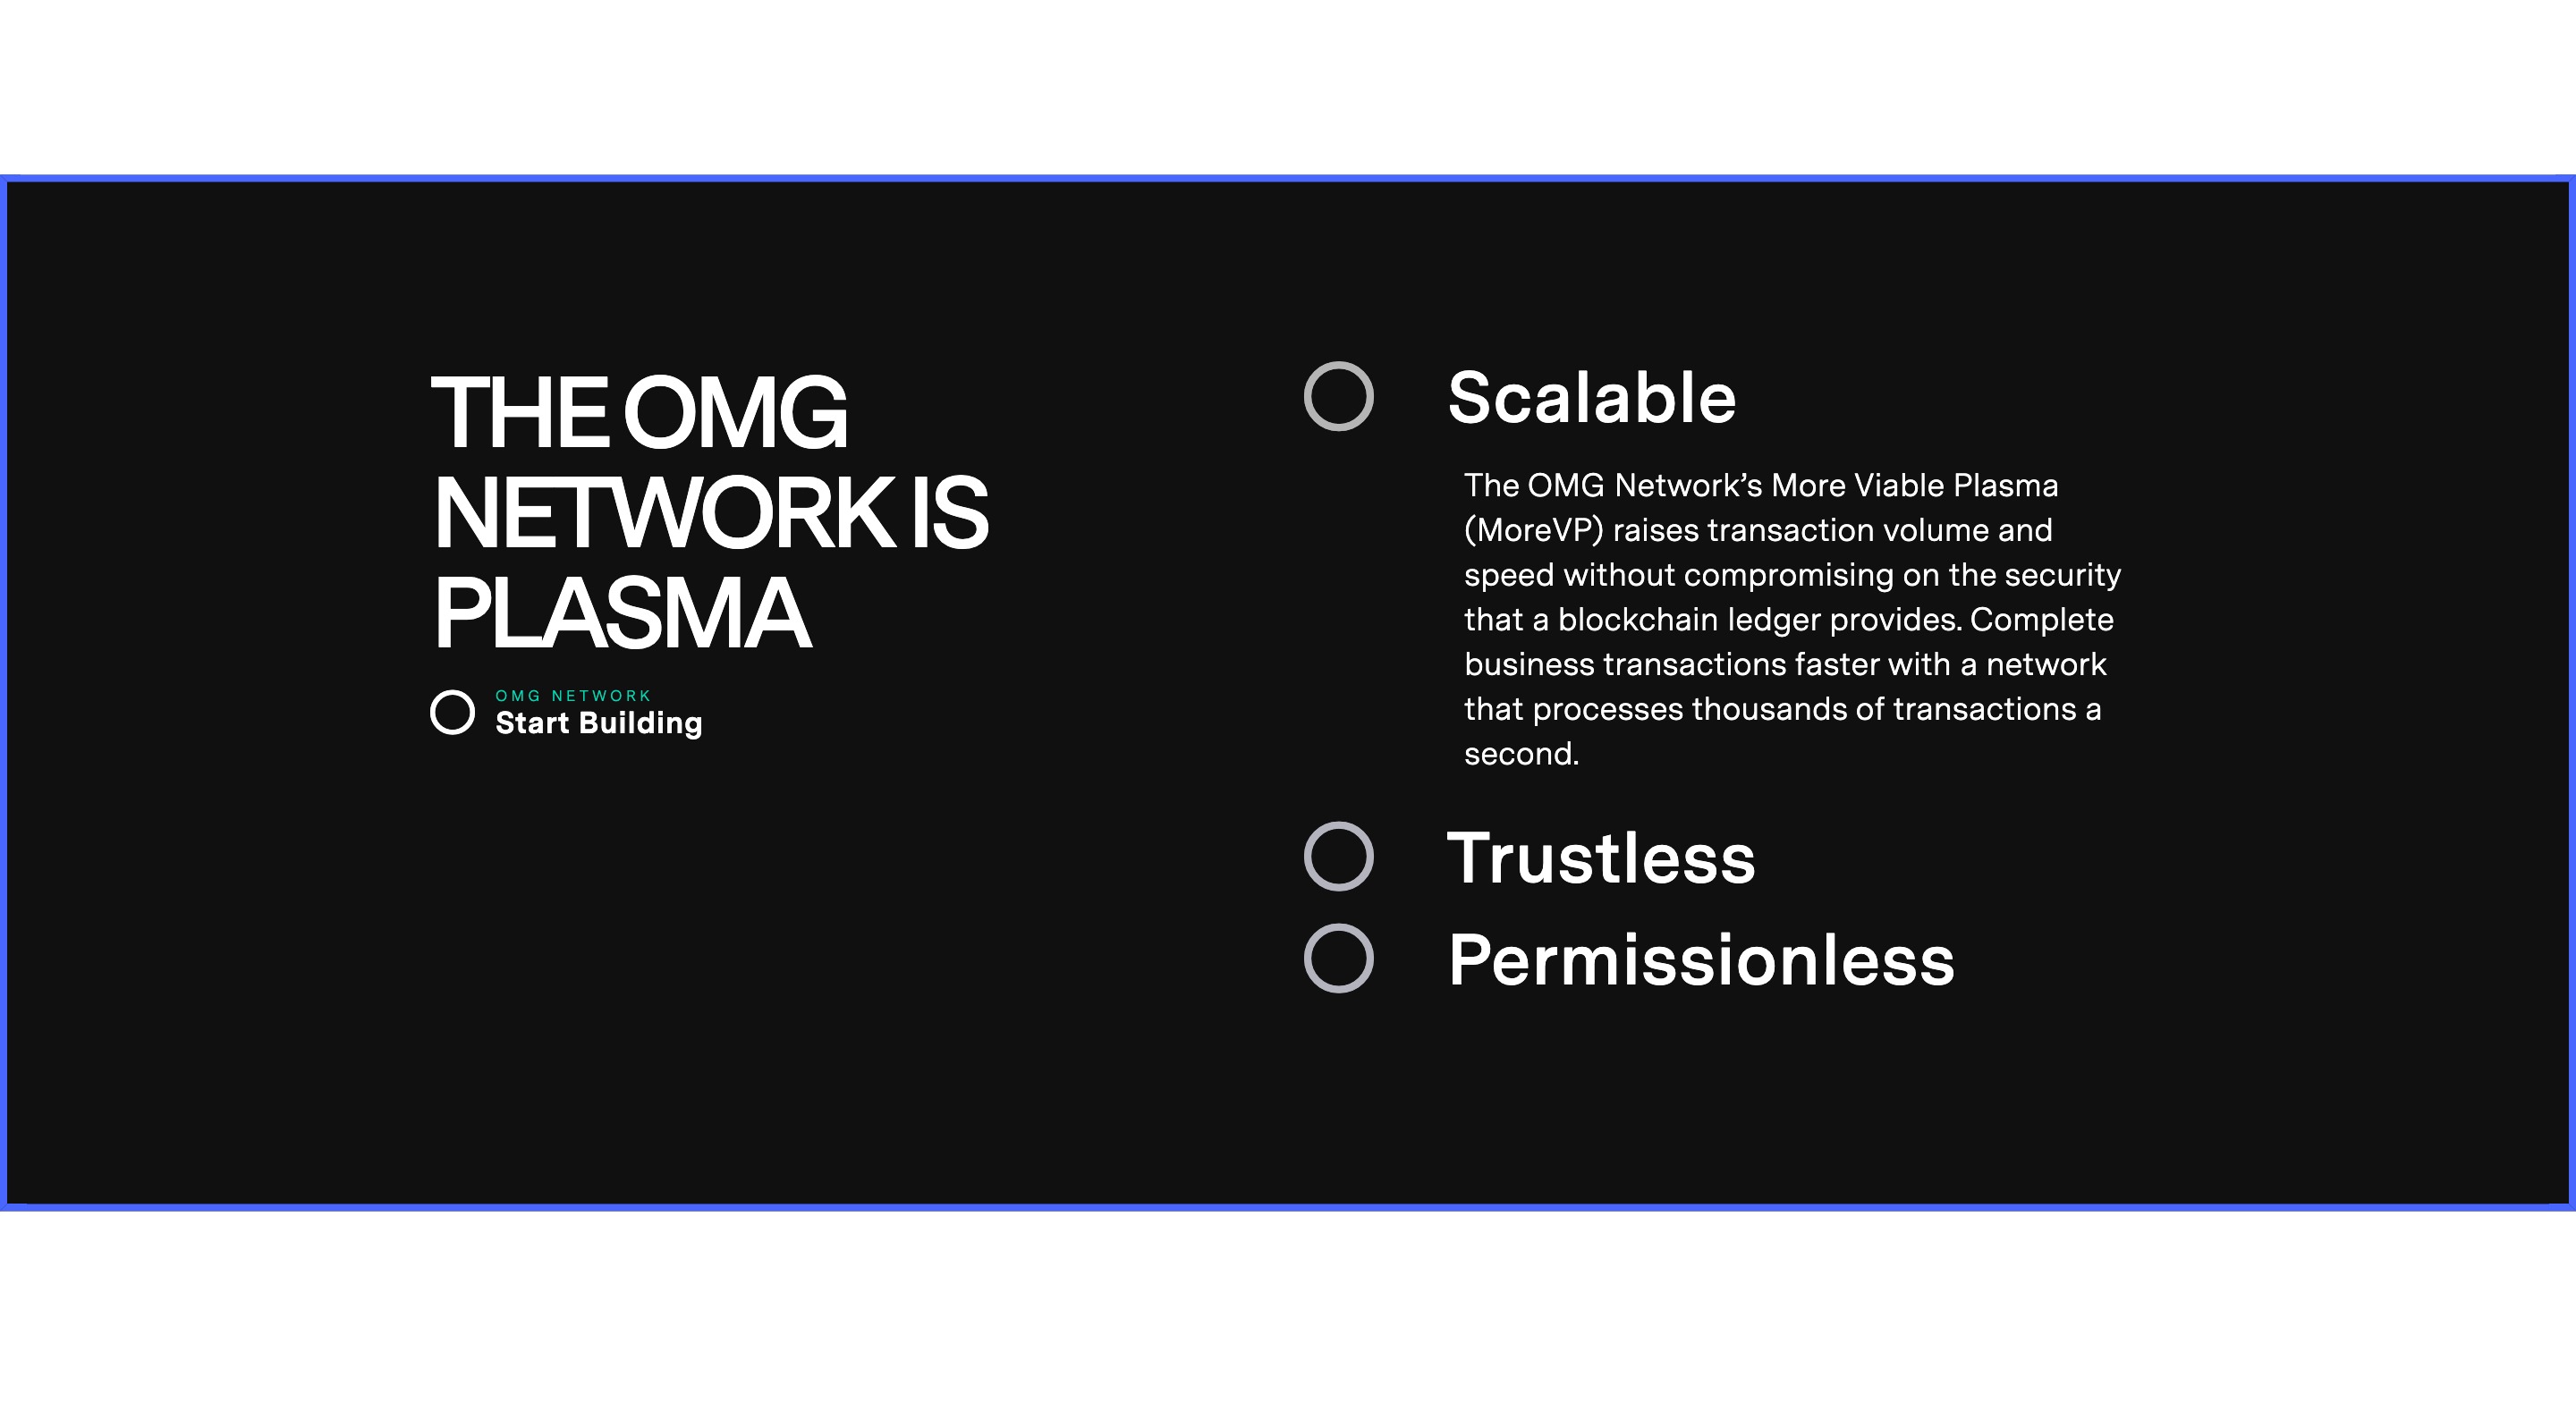 THE OMG
NETWORK IS
PLASMA
OMG NETWORK
Start Building
Scalable
The OMG Network’s More Viable Plasma
(MoreVP) raises transaction volume and
speed without compromising on the security
that a blockchain ledger provides. Complete
business transactions faster with a network
that processes thousands of transactions a
second.
Trustless
Permissionless